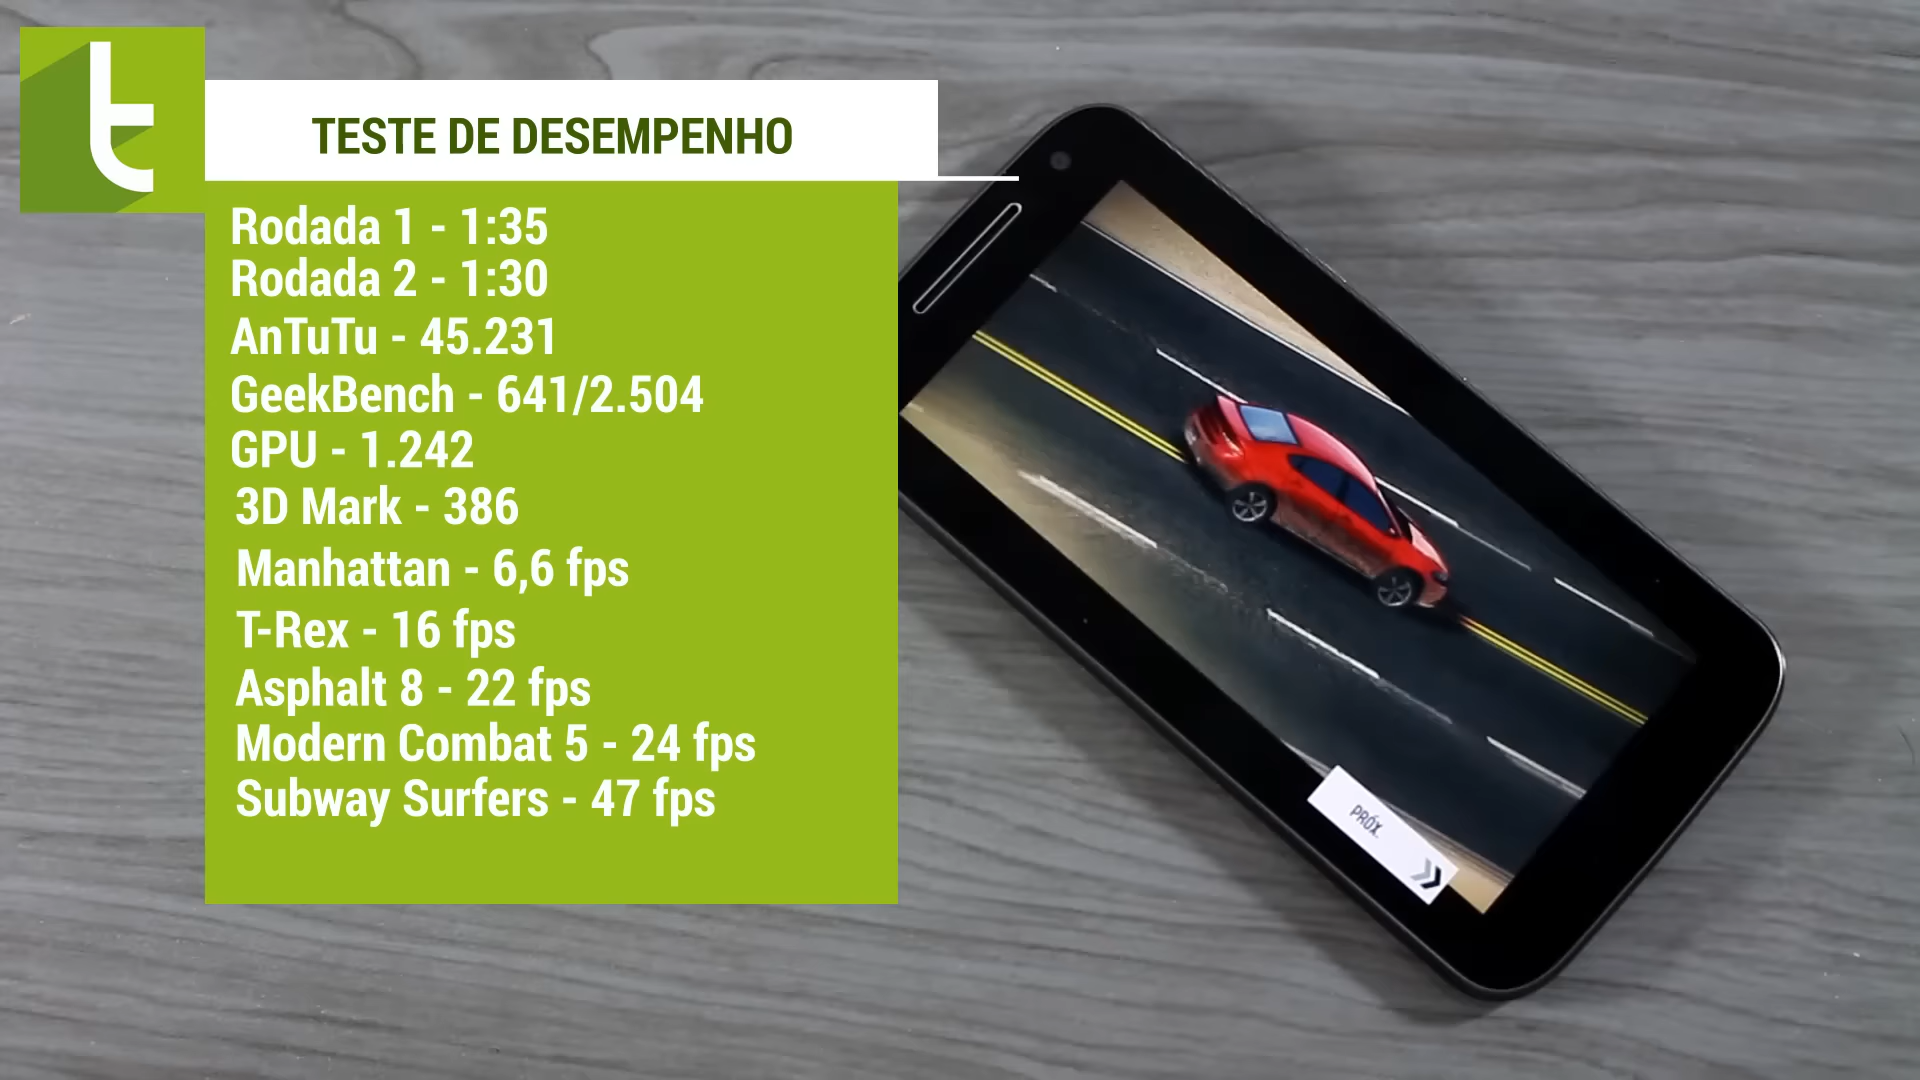 t
TESTE DE DESEMPENHO
Rodada 1 - 1:35
Rodada 2 - 1:30
AnTuTu - 45.231
GeekBench - 641/2.504
GPU - 1.242
3D Mark - 386
Manhattan - 6,6 fps
T-Rex - 16 fps
Asphalt 8 - 22 fps
Modern Combat 5 - 24 fps
Subway Surfers - 47 fps
PRÓX.